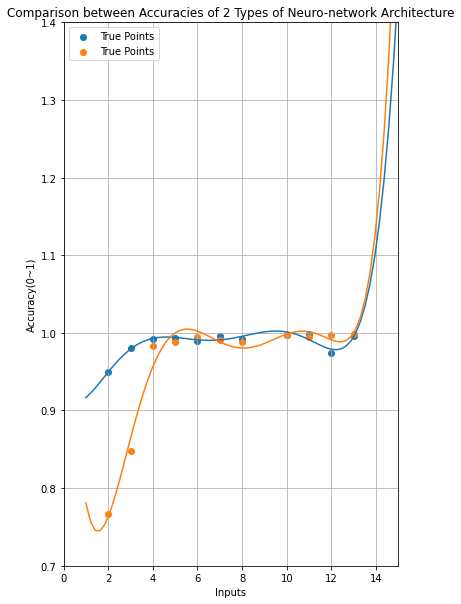 Comparison between Accuracies of 2 Types of Neuro-network Architecture
1.4
True Points
True Points
1.3
1.2
1.1
Accuracy(0~1)
1.0
0.9
0.8
0.7
0 2 4 6 8 10 12 14
Inputs